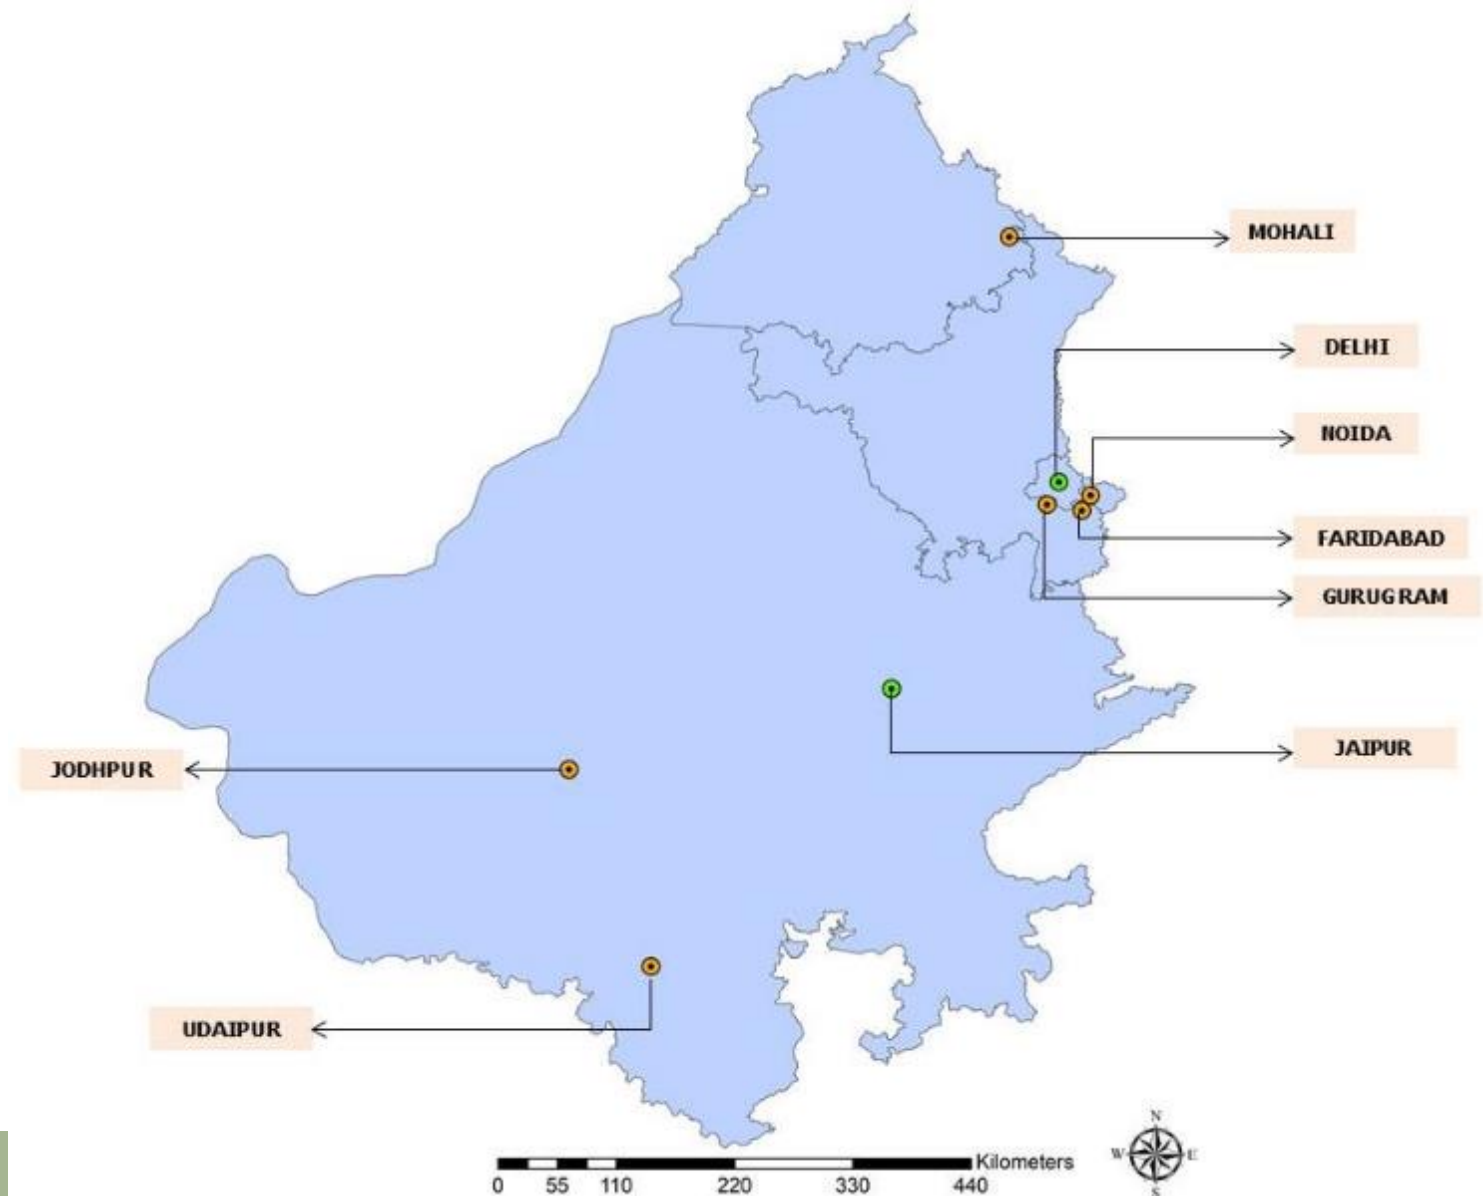 MOHALI
DELHI
NOIDA
FARIDABAD
GURUGRAM
JAIPUR
JODHPUR
UDAIPUR
N
W E
S
Kilometers
0 55 110 220 330 440